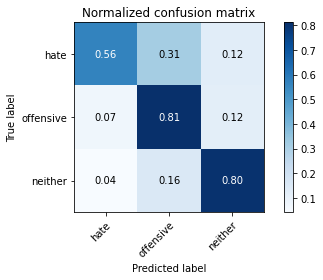 Normalized confusion matrix
True label
hate 0.56 0.31 0.12
offensive 0.07 0.81 0.12
neither 0.04 0.16 0.80
hate offensive neither
Predicted label
0.8
0.7
0.6
0.5
0.4
0.3
0.2
0.1